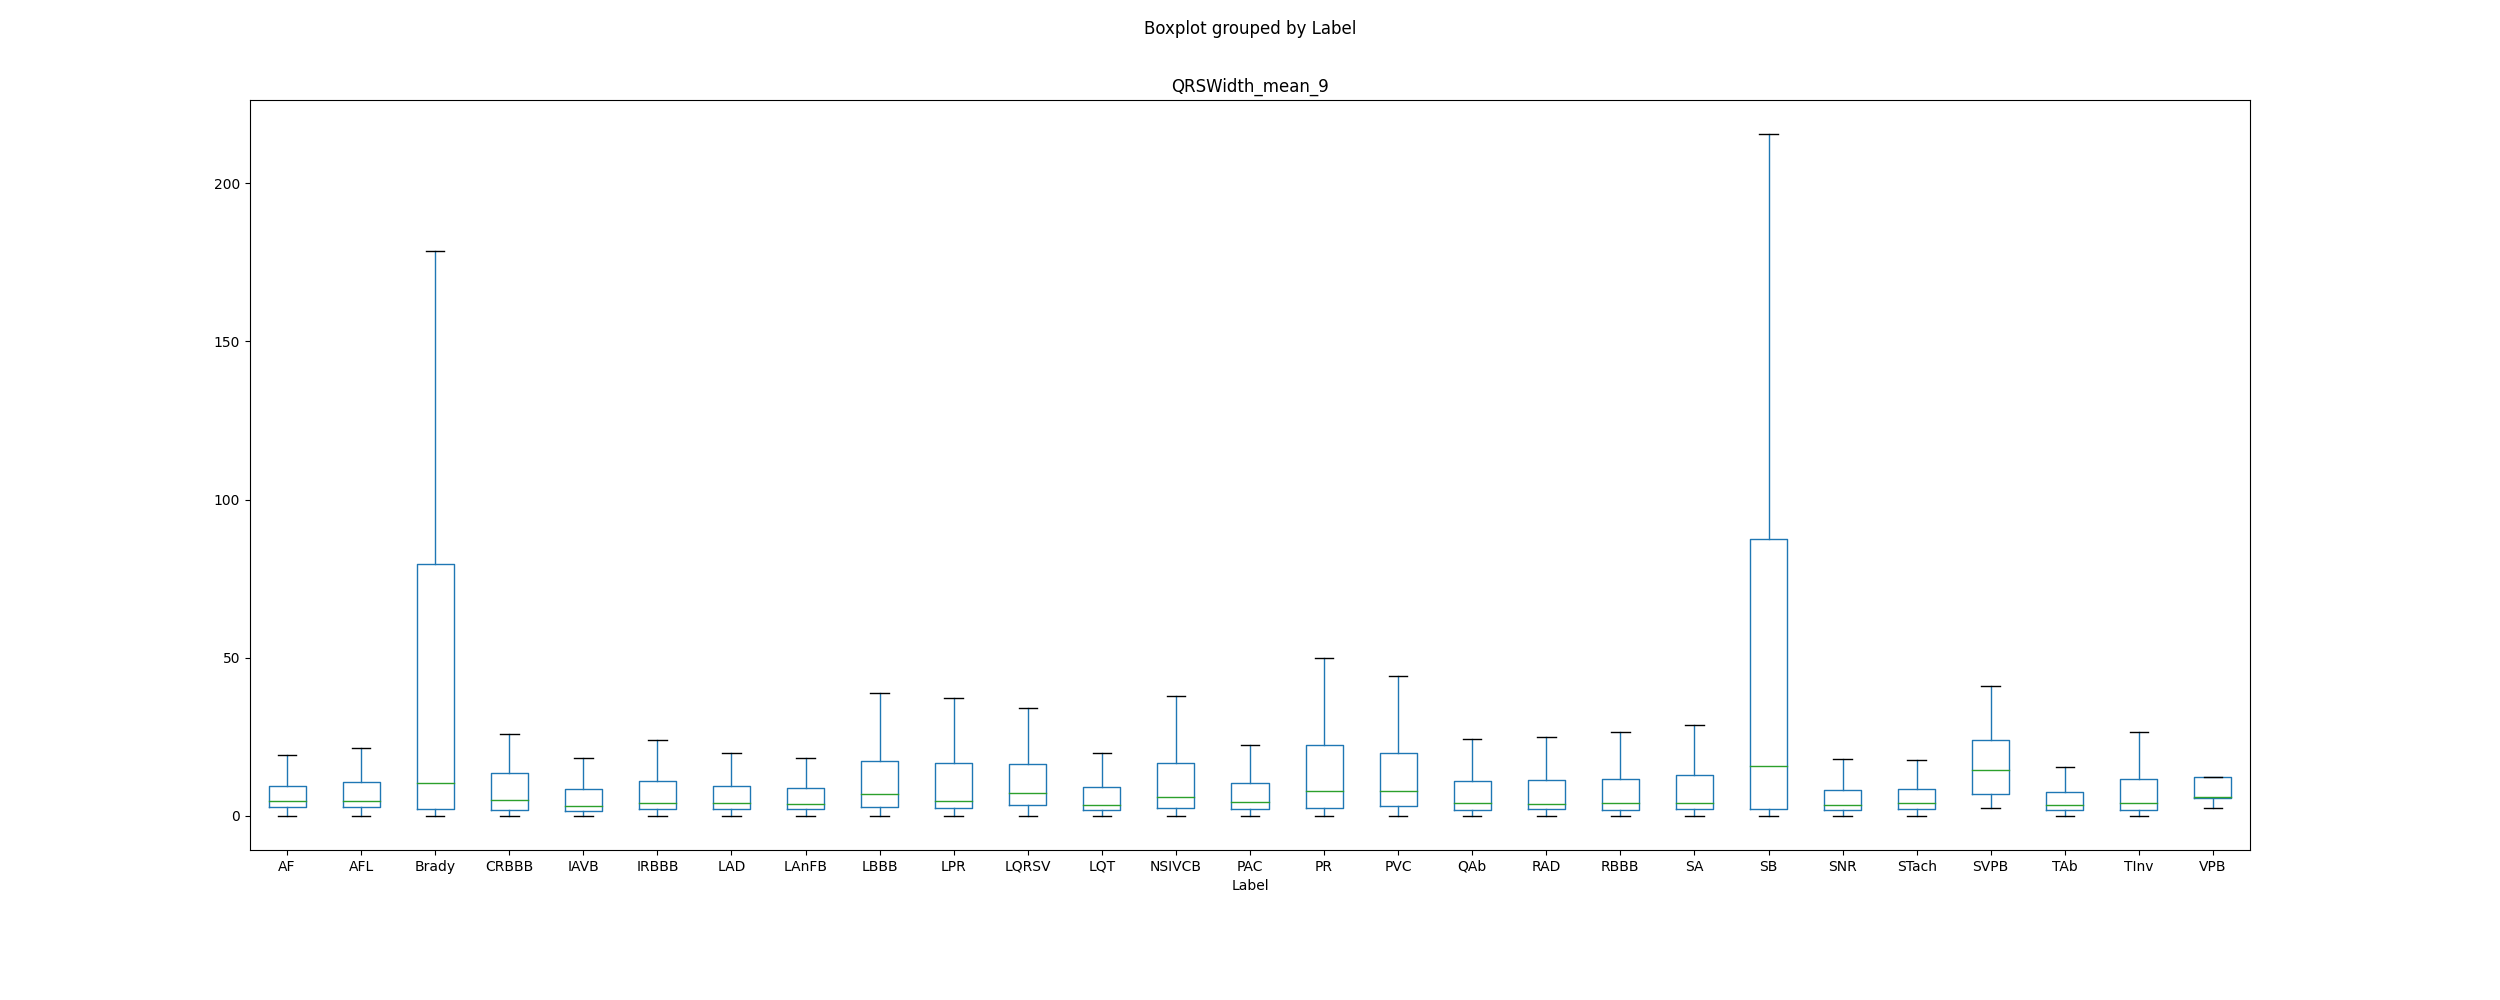 Boxplot grouped by Label
QRSWidth_mean_9
200
150
100
50
0
AF AFL Brady CRBBB IAVB IRBBB LAD LAnFB LBBB LPR LQRSV LQT NSIVCB PAC PR PVC QAb RAD RBBB SA SB SNR STach SVPB TAb TInv VPB
Label